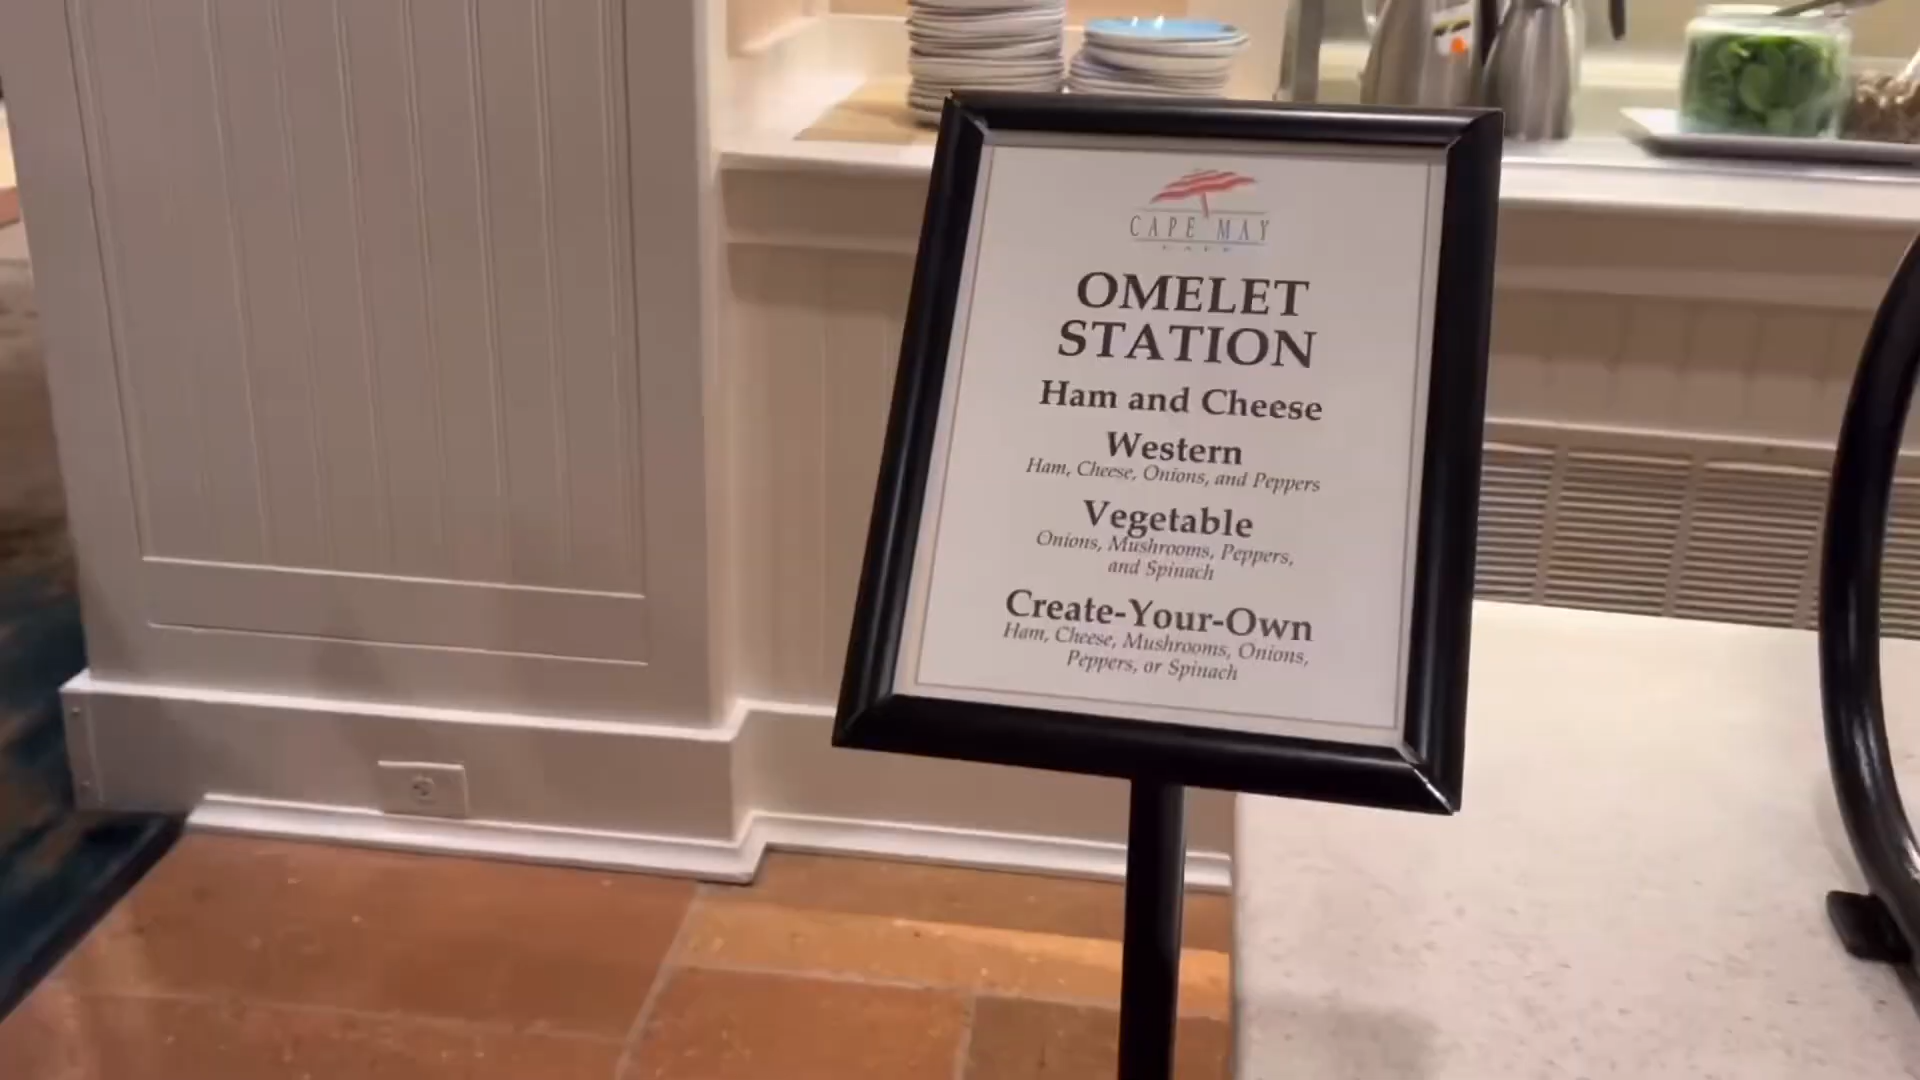 CAPE MAY
CAFE
OMELET
STATION
Ham and Cheese
Western
Ham, Cheese, Onions, and Peppers
Vegetable
Onions, Mushrooms, Peppers,
and Spinach
Create-Your-Own
Ham, Cheese, Mushrooms, Onions,
Peppers, or Spinach